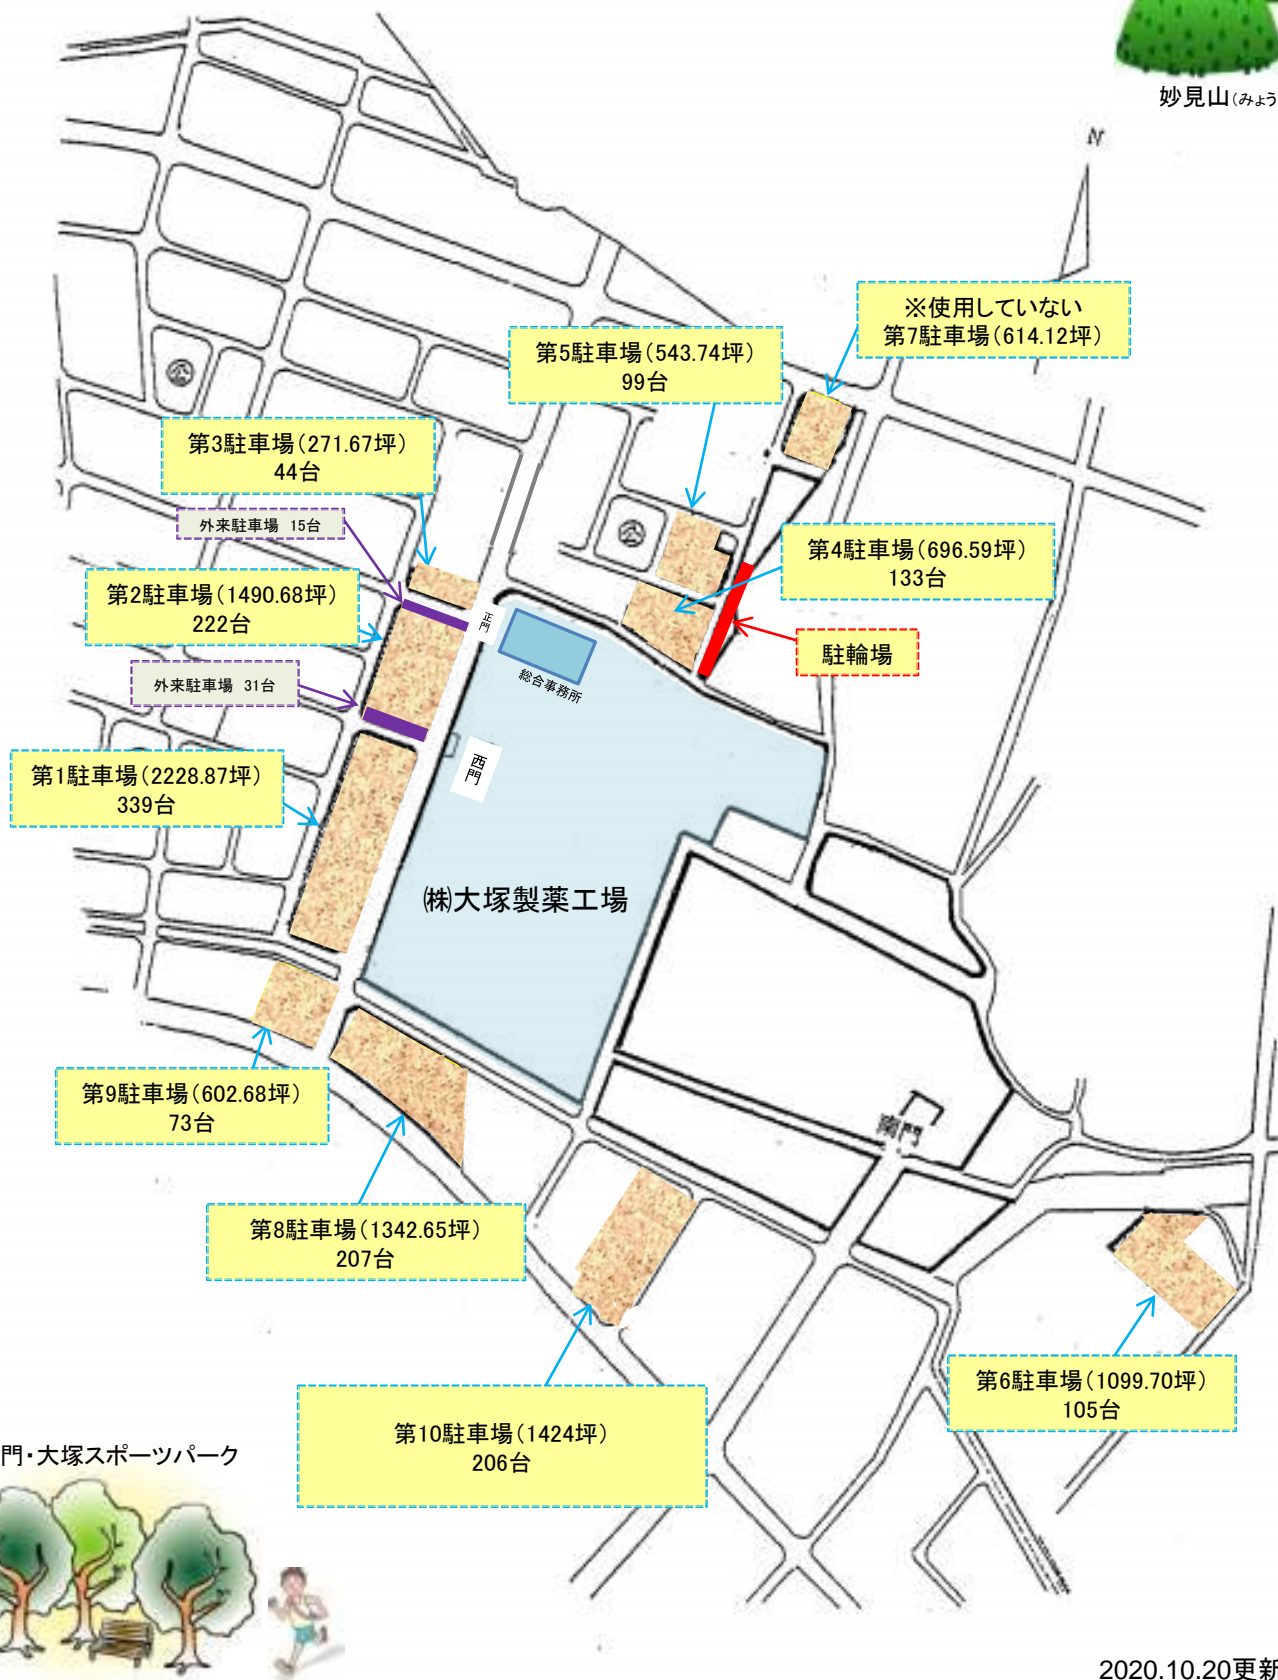 妙見山(みょう
N
※使用していない
第7駐車場(614.12坪)
第5駐車場(543.74坪)
99台
公
第3駐車場(271.67坪)
44台
外来駐車場 15台
公
第4駐車場(696.59坪)
133台
第2駐車場(1490.68坪)
222台
正門
駐輪場
総合事務所
外来駐車場 31台
西門
第1駐車場(2228.87坪)
339台
㈱大塚製薬工場
第9駐車場(602.68坪)
73台
南門
第8駐車場(1342.65坪)
207台
第6駐車場(1099.70坪)
105台
第10駐車場(1424坪)
206台
門・大塚スポーツパーク
2020.10.20更新